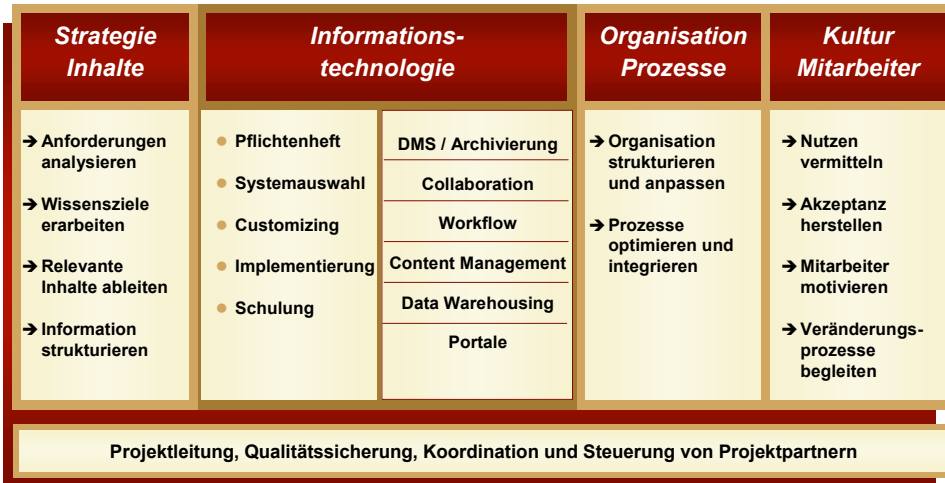 Strategie
Inhalte
Informations-
technologie
Organisation
Prozesse
Kultur
Mitarbeiter
➔ Anforderungen
analysieren
➔ Wissensziele
erarbeiten
➔ Relevante
Inhalte ableiten
➔ Information
strukturieren
Pflichtenheft
Systemauswahl
Customizing
Implementierung
Schulung
DMS / Archivierung
Collaboration
Workflow
Content Management
Data Warehousing
Portale
➔ Organisation
strukturieren
und anpassen
➔ Prozesse
optimieren und
integrieren
➔ Nutzen
vermitteln
➔ Akzeptanz
herstellen
➔ Mitarbeiter
motivieren
➔ Veränderungs-
prozesse
begleiten
Projektleitung, Qualitätssicherung, Koordination und Steuerung von Projektpartnern